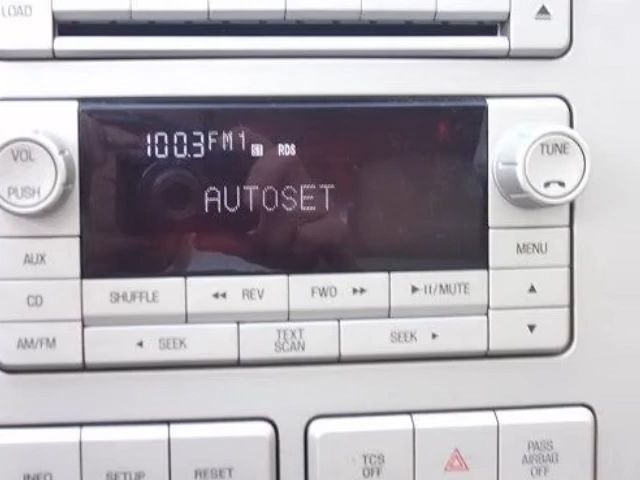 LOAD
100.3 FM1 ST RDS
VOL
PUSH
AUTOSET
TUNE
AUX
MENU
CD
SHUFFLE
◄◄ REV
FWD ►►
►II/MUTE
AM/FM
◄ SEEK
TEXT
SCAN
SEEK ►
INFO
SETUP
RESET
TCS
OFF
PASS
AIRBAG
OFF